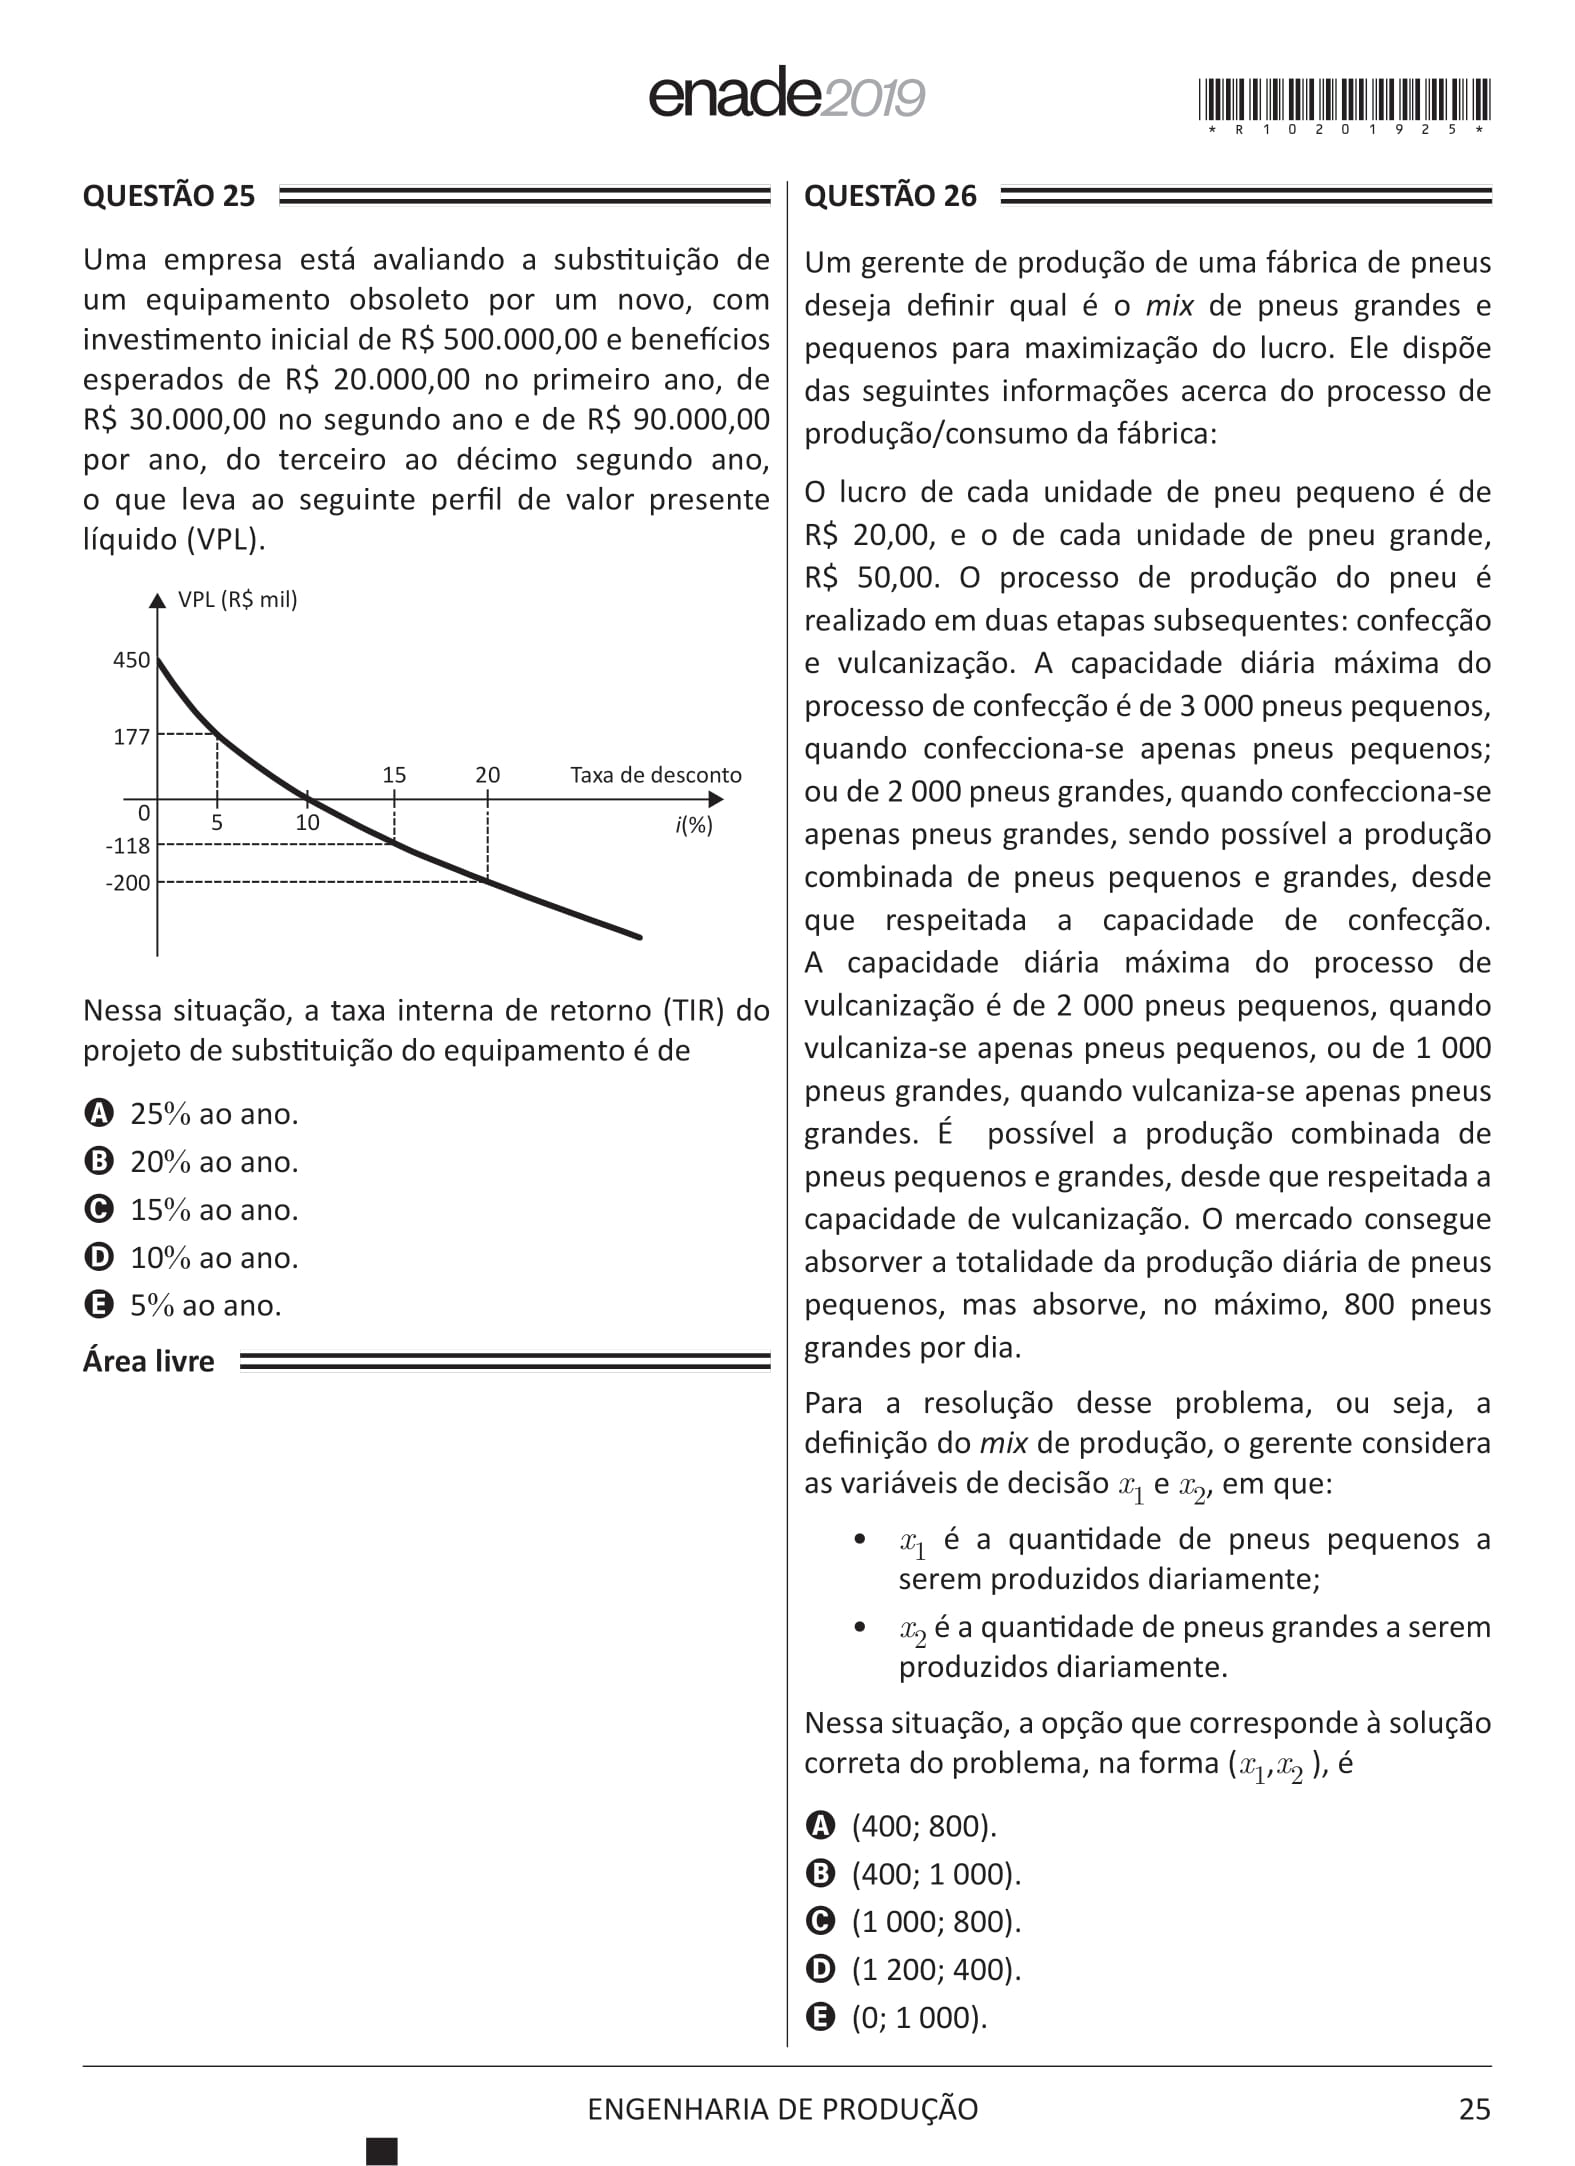 enade2019
* R 1 0 2 0 1 9 2 5 *
QUESTÃO 25
Uma empresa está avaliando a substituição de
um equipamento obsoleto por um novo, com
investimento inicial de R$ 500.000,00 e benefícios
esperados de R$ 20.000,00 no primeiro ano, de
R$ 30.000,00 no segundo ano e de R$ 90.000,00
por ano, do terceiro ao décimo segundo ano,
o que leva ao seguinte perfil de valor presente
líquido (VPL).
VPL (R$ mil)
450
177
15 20 Taxa de desconto
0 5 10 i(%)
-118
-200
Nessa situação, a taxa interna de retorno (TIR) do
projeto de substituição do equipamento é de
A 25% ao ano.
B 20% ao ano.
C 15% ao ano.
D 10% ao ano.
E 5% ao ano.
Área livre
QUESTÃO 26
Um gerente de produção de uma fábrica de pneus
deseja definir qual é o mix de pneus grandes e
pequenos para maximização do lucro. Ele dispõe
das seguintes informações acerca do processo de
produção/consumo da fábrica:
O lucro de cada unidade de pneu pequeno é de
R$ 20,00, e o de cada unidade de pneu grande,
R$ 50,00. O processo de produção do pneu é
realizado em duas etapas subsequentes: confecção
e vulcanização. A capacidade diária máxima do
processo de confecção é de 3 000 pneus pequenos,
quando confecciona-se apenas pneus pequenos;
ou de 2 000 pneus grandes, quando confecciona-se
apenas pneus grandes, sendo possível a produção
combinada de pneus pequenos e grandes, desde
que respeitada a capacidade de confecção.
A capacidade diária máxima do processo de
vulcanização é de 2 000 pneus pequenos, quando
vulcaniza-se apenas pneus pequenos, ou de 1 000
pneus grandes, quando vulcaniza-se apenas pneus
grandes. É possível a produção combinada de
pneus pequenos e grandes, desde que respeitada a
capacidade de vulcanização. O mercado consegue
absorver a totalidade da produção diária de pneus
pequenos, mas absorve, no máximo, 800 pneus
grandes por dia.
Para a resolução desse problema, ou seja, a
definição do mix de produção, o gerente considera
as variáveis de decisão x₁ e x₂, em que:
• x₁ é a quantidade de pneus pequenos a
serem produzidos diariamente;
• x₂ é a quantidade de pneus grandes a serem
produzidos diariamente.
Nessa situação, a opção que corresponde à solução
correta do problema, na forma (x₁,x₂ ), é
A (400; 800).
B (400; 1 000).
C (1 000; 800).
D (1 200; 400).
E (0; 1 000).
ENGENHARIA DE PRODUÇÃO
25